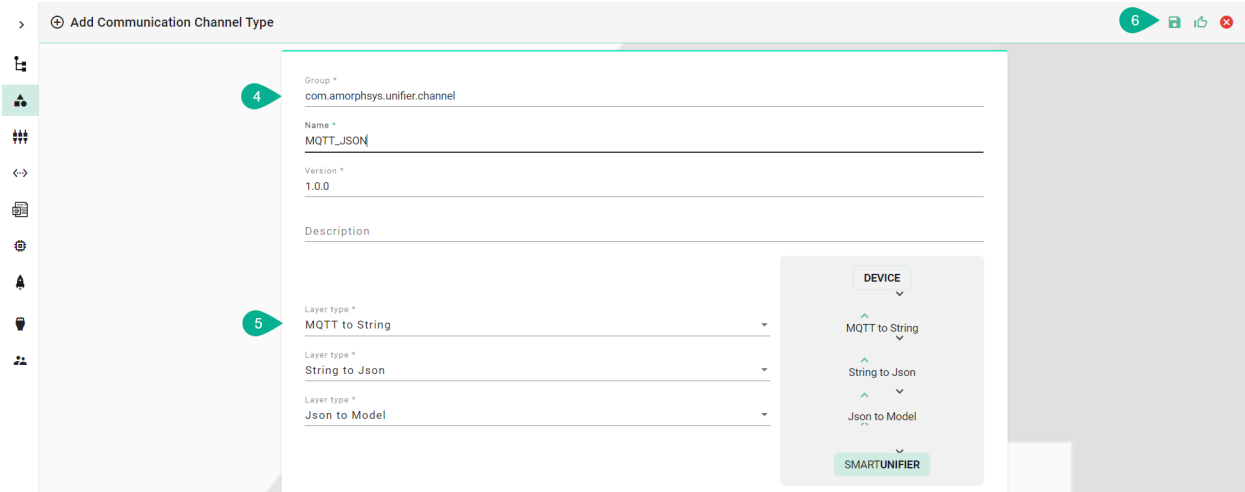 Add Communication Channel Type
6
Group *
4
com.amorphsys.unifier.channel
Name *
MQTT_JSON
Version *
1.0.0
Description
DEVICE
Layer type *
5
MQTT to String
MQTT to String
Layer type *
String to Json
String to Json
Layer type *
Json to Model
Json to Model
SMARTUNIFIER